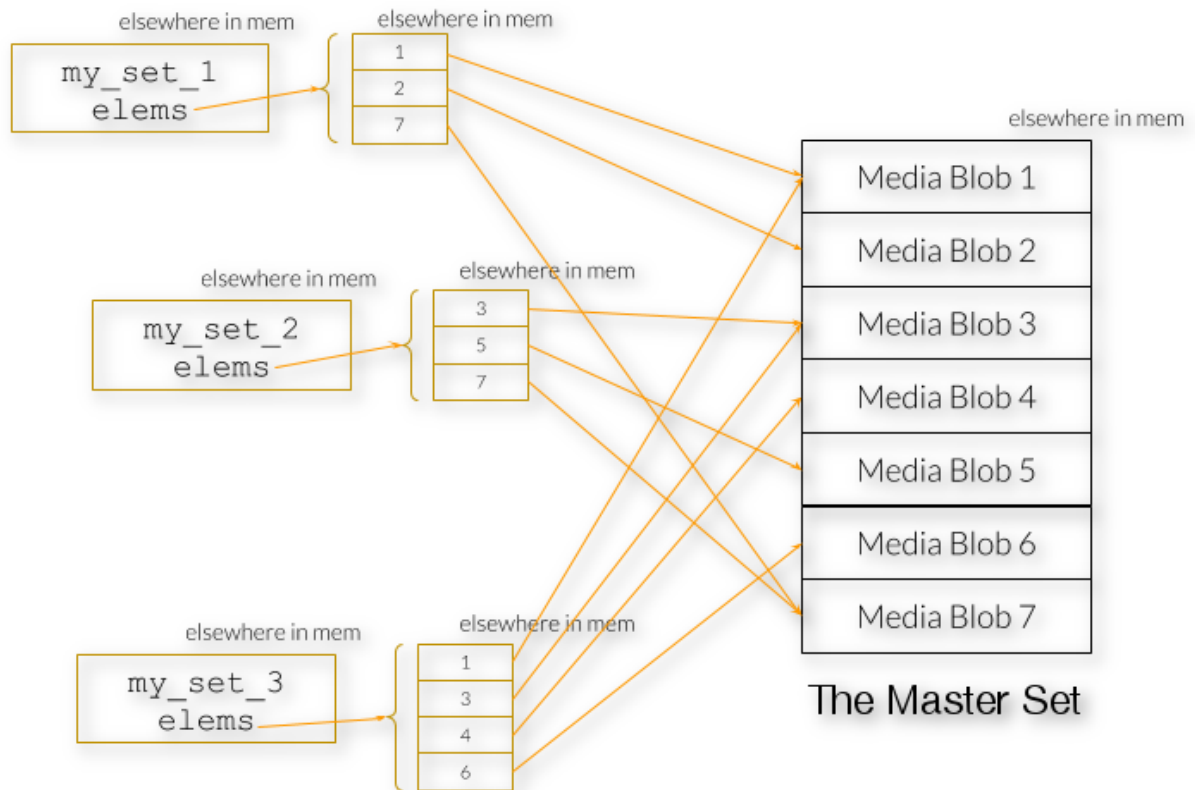 elsewhere in mem
my_set_1
elems
elsewhere in mem
1
2
7
elsewhere in mem
my_set_2
elems
elsewhere in mem
3
5
7
elsewhere in mem
my_set_3
elems
elsewhere in mem
1
3
4
6
elsewhere in mem
Media Blob 1
Media Blob 2
Media Blob 3
Media Blob 4
Media Blob 5
Media Blob 6
Media Blob 7
The Master Set